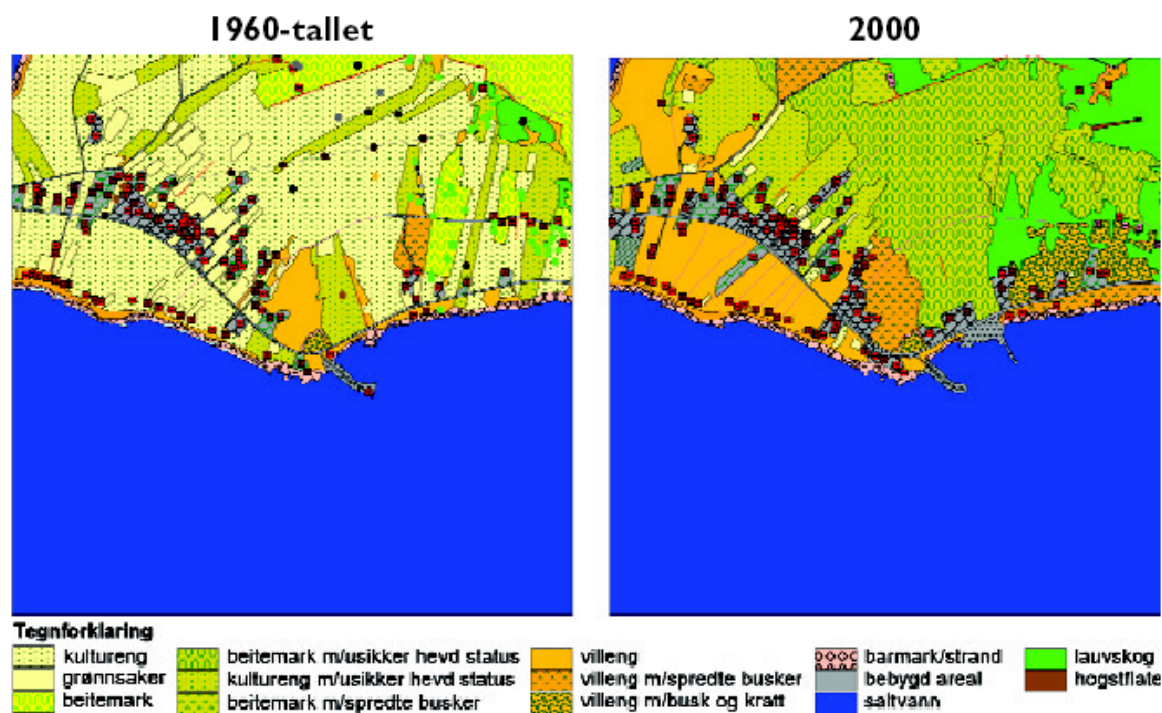 1960-tallet 2000
Tegnforklaring
kultureng beitemark m/usikker hevd status villeng barmark/strand lauvskog
grønnsaker kultureng m/usikker hevd status villeng m/spredte busker bebygd areal hogstflate
beitemark beitemark m/spredte busker villeng m/busk og kratt saltvann